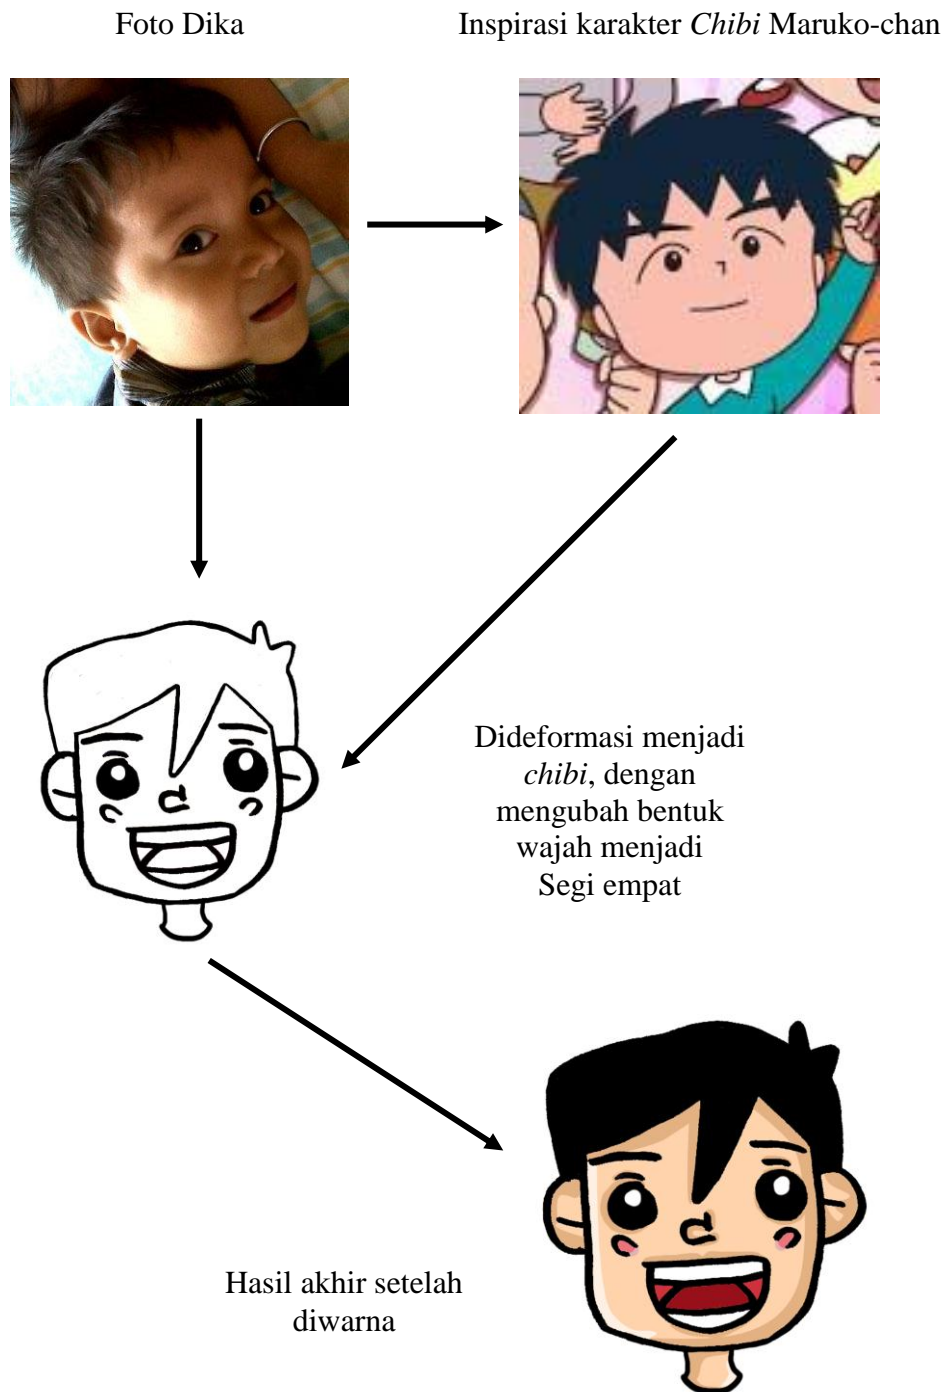 Foto Dika
Inspirasi karakter Chibi Maruko-chan
Dideformasi menjadi
chibi, dengan
mengubah bentuk
wajah menjadi
Segi empat
Hasil akhir setelah
diwarna